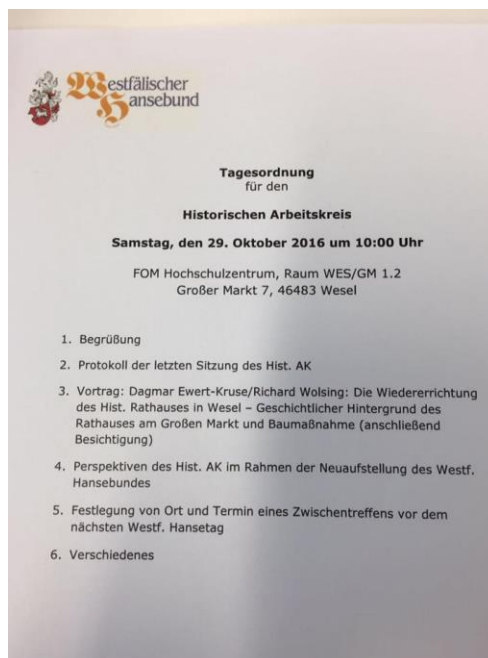 Westfälischer
Hansebund
Tagesordnung
für den
Historischen Arbeitskreis
Samstag, den 29. Oktober 2016 um 10:00 Uhr
FOM Hochschulzentrum, Raum WES/GM 1.2
Großer Markt 7, 46483 Wesel
1. Begrüßung
2. Protokoll der letzten Sitzung des Hist. AK
3. Vortrag: Dagmar Ewert-Kruse/Richard Wolsing: Die Wiedererrichtung
des Hist. Rathauses in Wesel – Geschichtlicher Hintergrund des
Rathauses am Großen Markt und Baumaßnahme (anschließend
Besichtigung)
4. Perspektiven des Hist. AK im Rahmen der Neuaufstellung des Westf.
Hansebundes
5. Festlegung von Ort und Termin eines Zwischentreffens vor dem
nächsten Westf. Hansetag
6. Verschiedenes